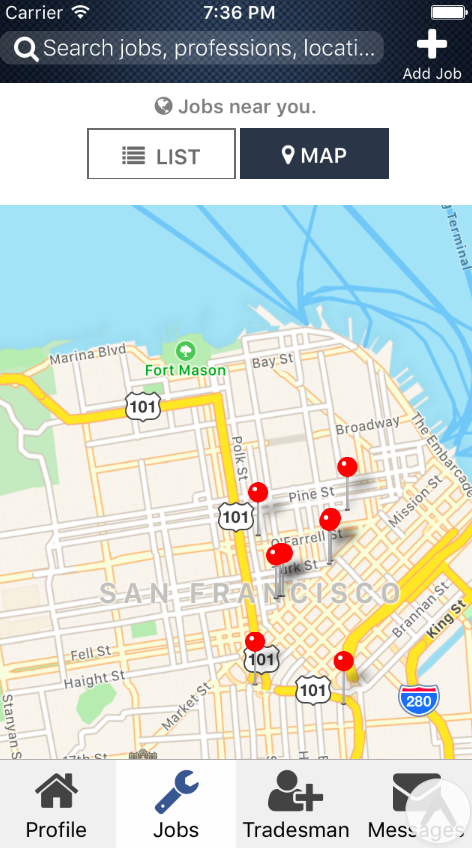 Carrier 7:36 PM
Search jobs, professions, locati...
Add Job
Jobs near you.
LIST
MAP
Marina Blvd
Fort Mason
Bay St
101
Broadway
Polk St
The Embarcad
Pine St
Mission St
101
O'Farrell St
SAN FRANCISCO
Brannan St
King St
Fell St
101
Haight St
Market St
101
280
Stanyan St
17th St
Profile
Jobs
Tradesman
Messages